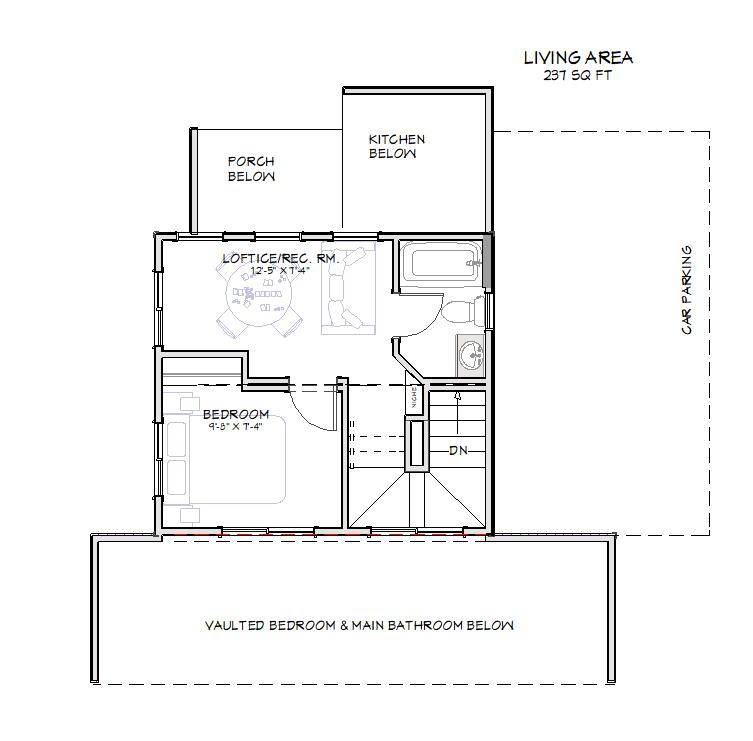 LIVING AREA
237 SQ FT
KITCHEN
BELOW
PORCH
BELOW
LOFTICE/REC. RM.
12'-5" X 7'-4"
CAR PARKING
NICHE
BEDROOM
9'-8" X 7'-4"
DN
VAULTED BEDROOM & MAIN BATHROOM BELOW